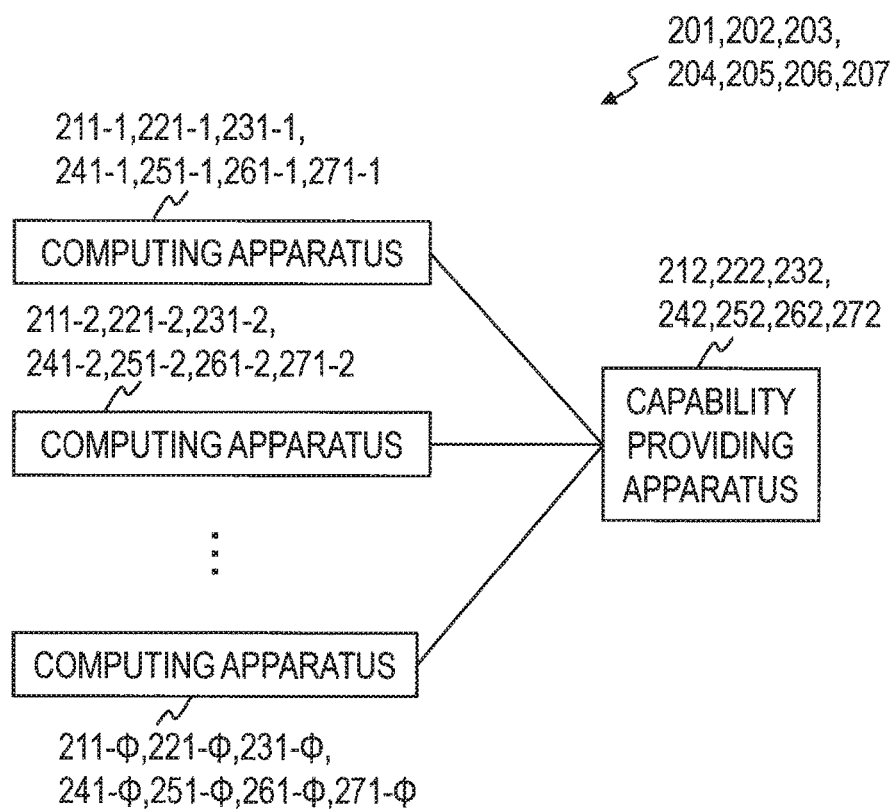 201,202,203,
204,205,206,207
211-1,221-1,231-1,
241-1,251-1,261-1,271-1
COMPUTING APPARATUS
212,222,232,
242,252,262,272
211-2,221-2,231-2,
241-2,251-2,261-2,271-2
COMPUTING APPARATUS
CAPABILITY
PROVIDING
APPARATUS
COMPUTING APPARATUS
211-Φ,221-Φ,231-Φ,
241-Φ,251-Φ,261-Φ,271-Φ